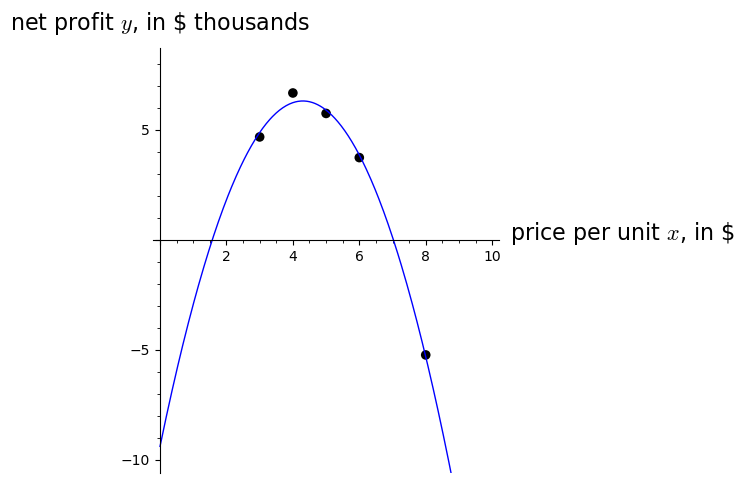 net profit y, in $ thousands
5
price per unit x, in $
2 4 6 8 10
−5
−10